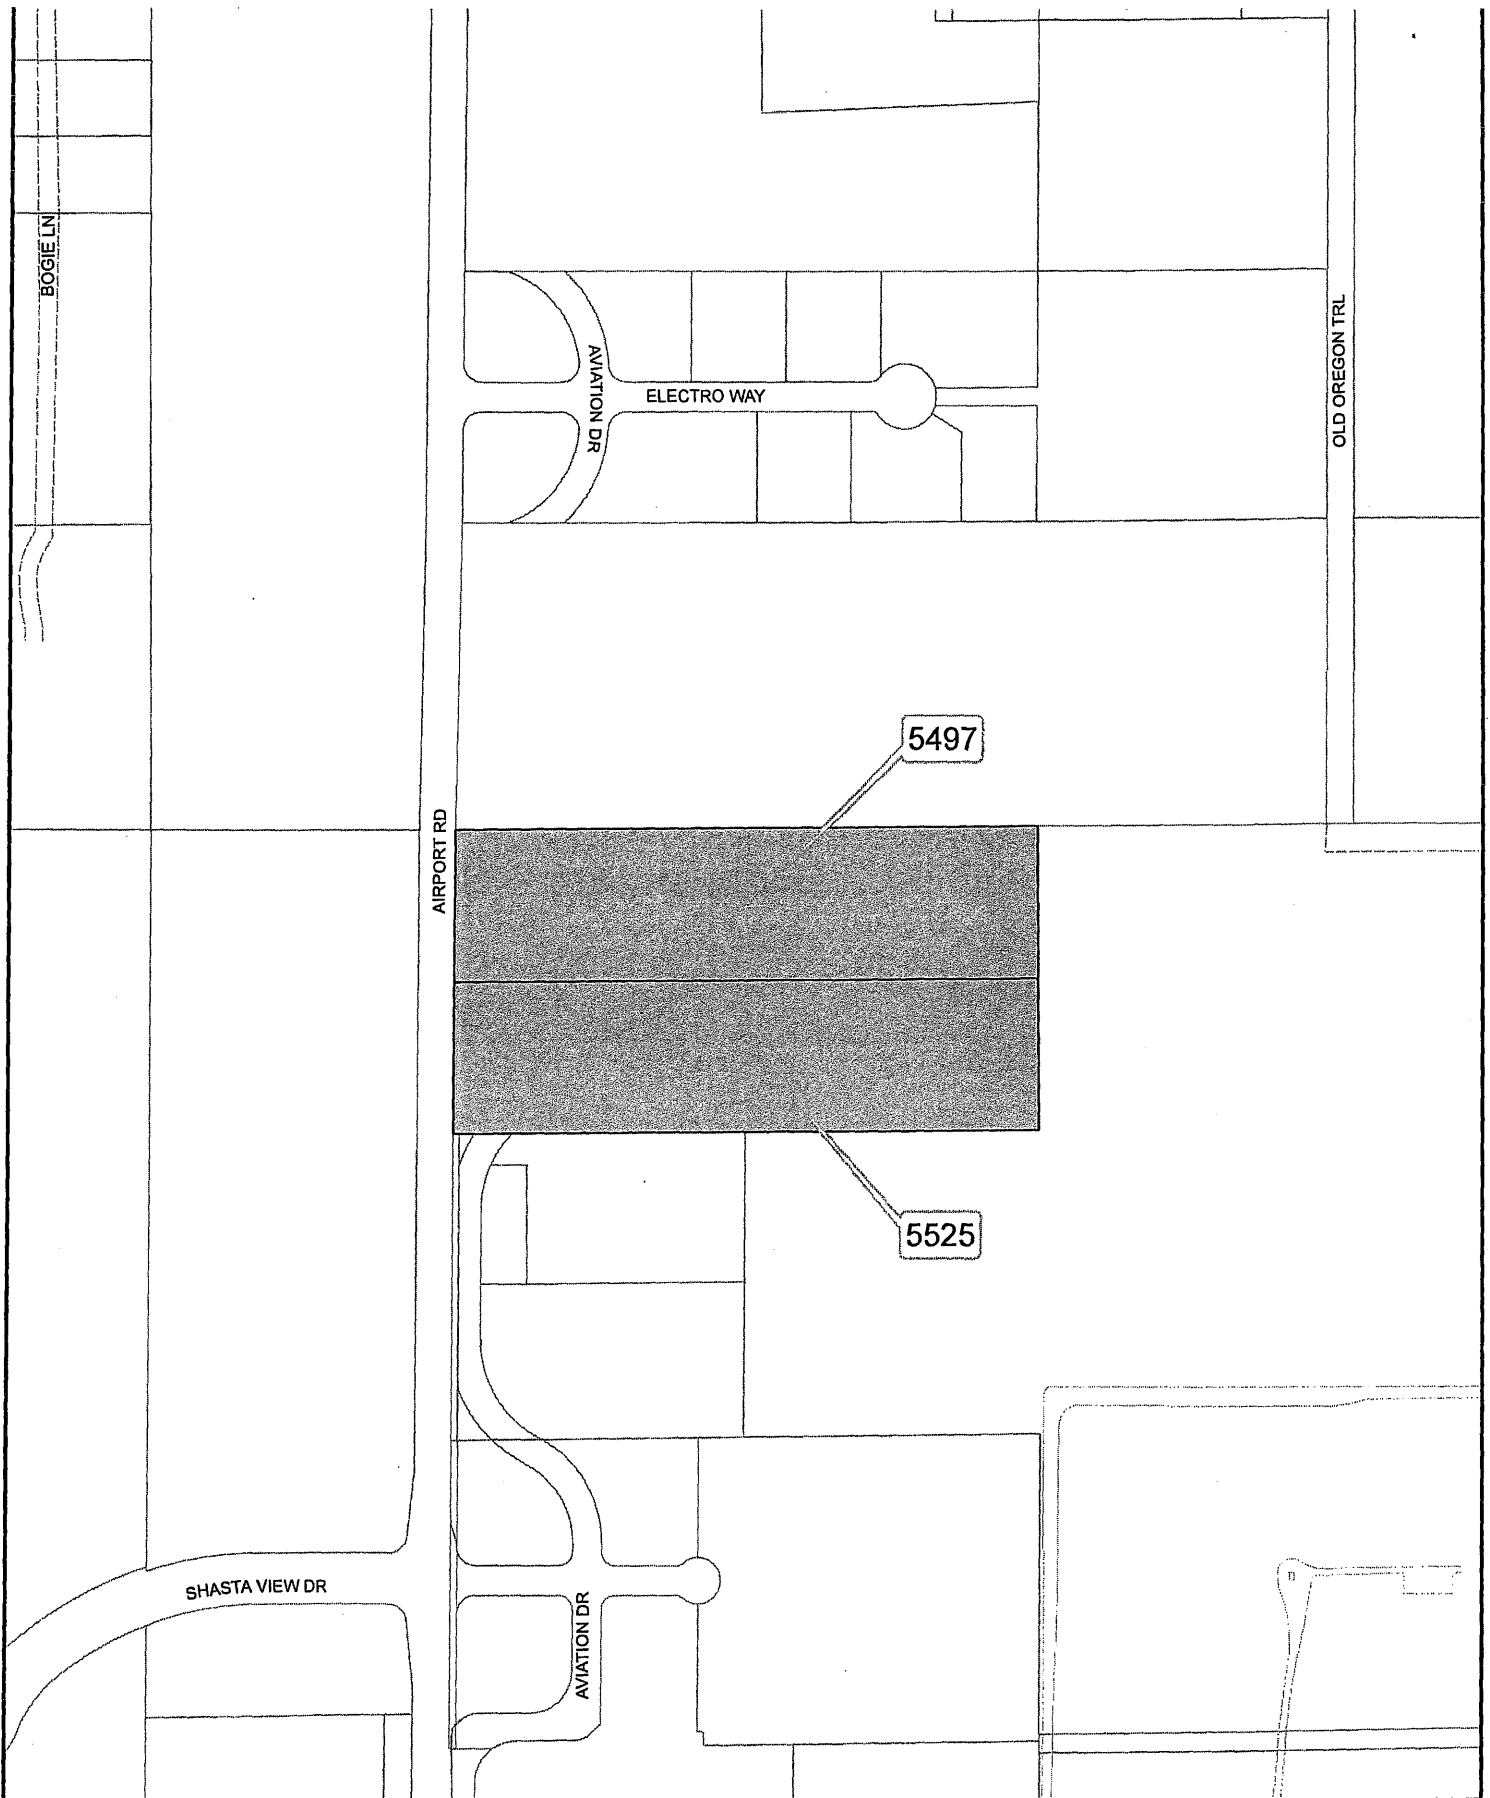 BOGIE LN
AVIATION DR
ELECTRO WAY
OLD OREGON TRL
5497
AIRPORT RD
5525
SHASTA VIEW DR
AVIATION DR